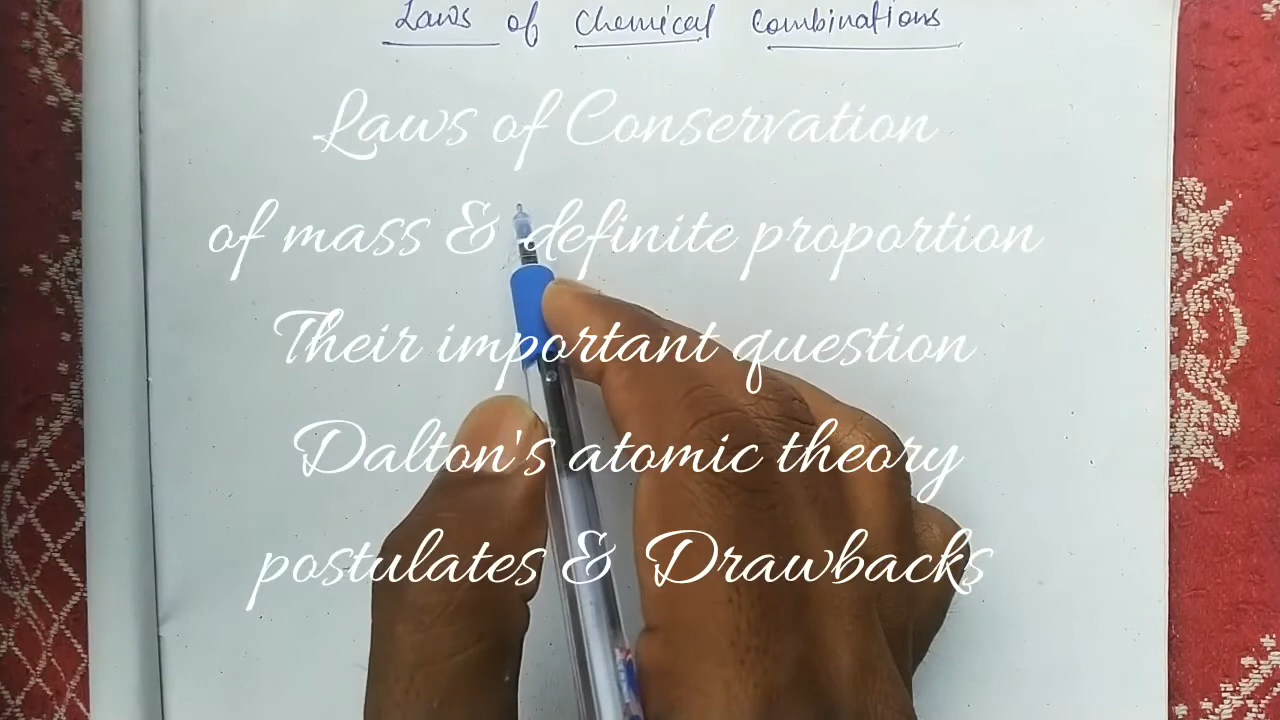 Laws of Chemical Combinations
Laws of Conservation
of mass & definite proportion
Their important question
Dalton's atomic theory
postulates & Drawbacks